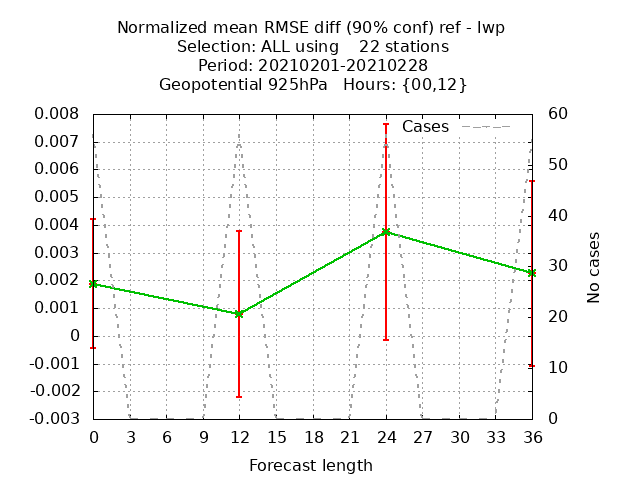 Normalized mean RMSE diff (90% conf) ref - lwp
Selection: ALL using    22 stations
Period: 20210201-20210228
Geopotential 925hPa   Hours: {00,12}
Cases
0.008
0.007
0.006
0.005
0.004
0.003
0.002
0.001
0
-0.001
-0.002
-0.003
60
50
40
30
20
10
0
No cases
0 3 6 9 12 15 18 21 24 27 30 33 36
Forecast length